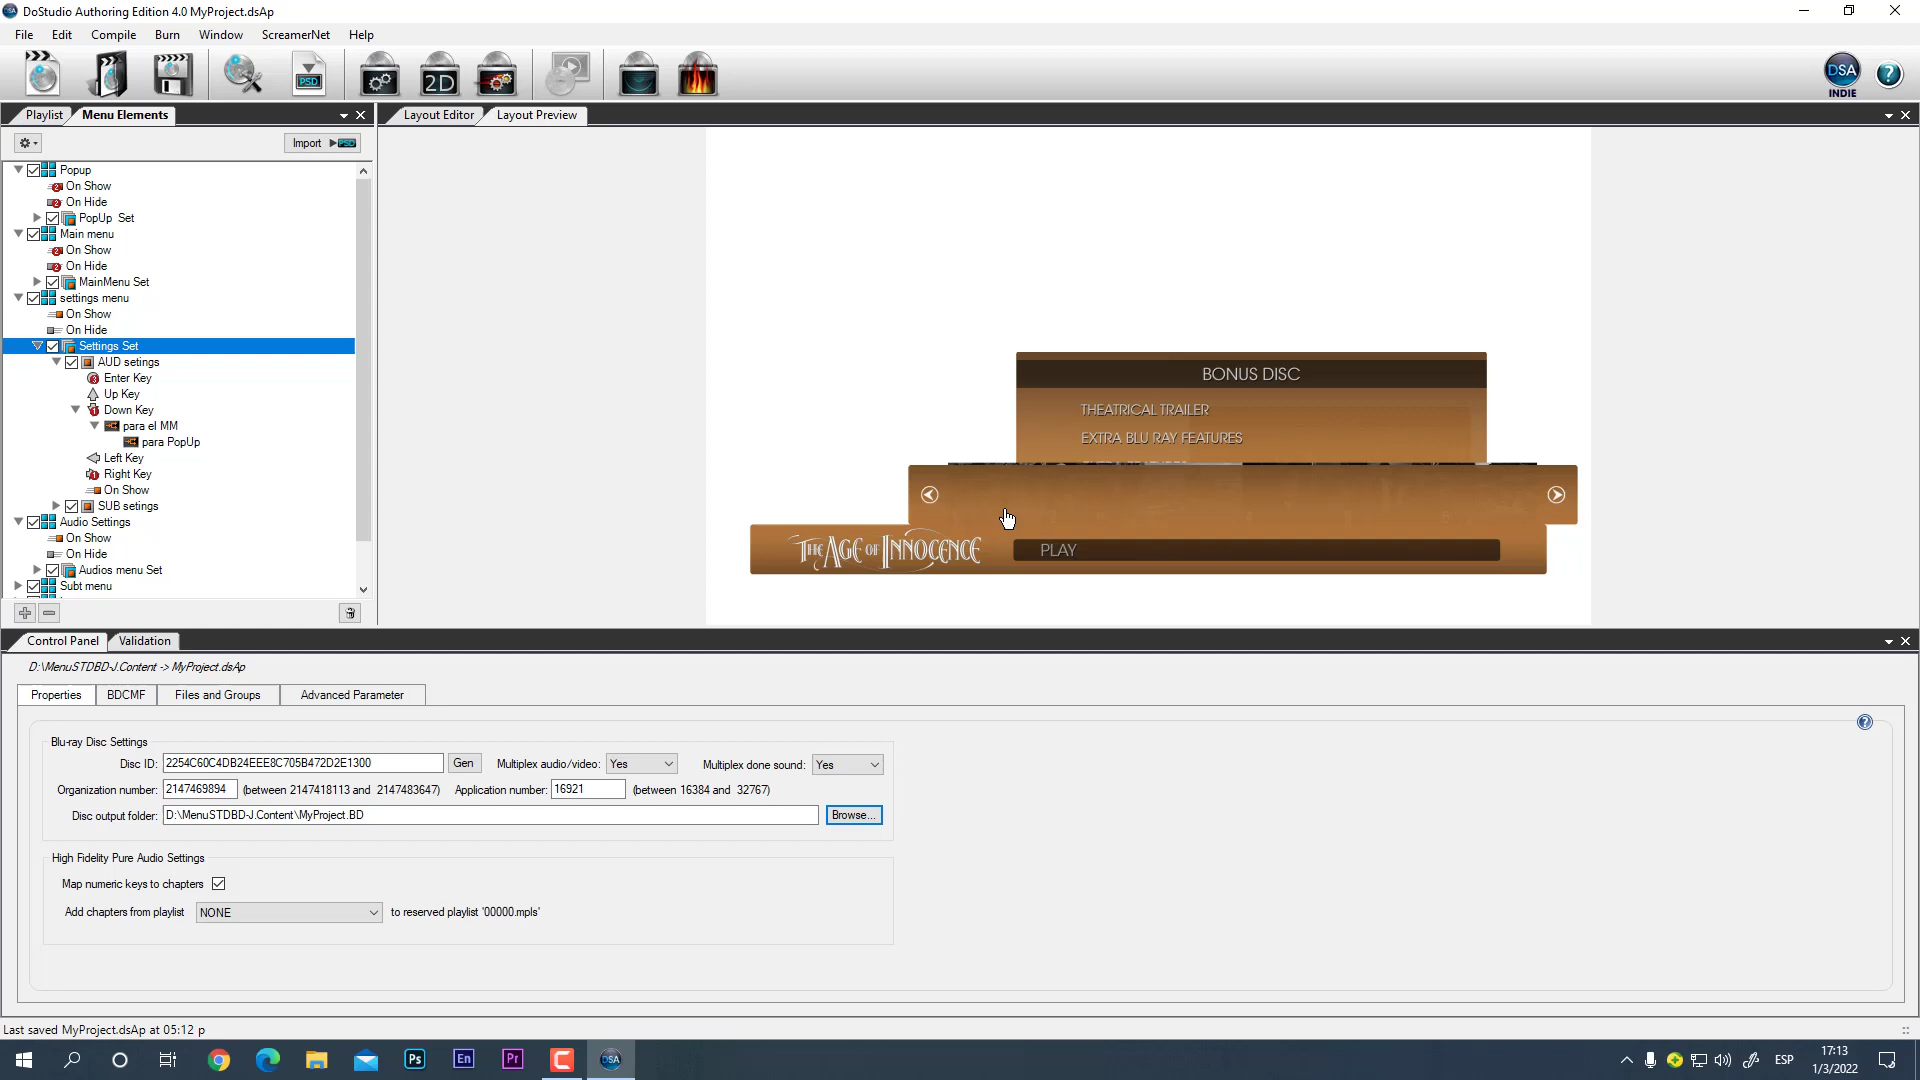 DoStudio Authoring Edition 4.0 MyProject.dsAp
File Edit Compile Burn Window ScreamerNet Help
PSD 2D DSA INDIE ?
Playlist Menu Elements Layout Editor Layout Preview
Import PSD
Popup
On Show
On Hide
PopUp Set
Main menu
On Show
On Hide
MainMenu Set
settings menu
On Show
On Hide
Settings Set
AUD setings
Enter Key
Up Key
Down Key
para el MM
para PopUp
Left Key
Right Key
On Show
SUB setings
Audio Settings
On Show
On Hide
Audios menu Set
Subt menu
BONUS DISC
THEATRICAL TRAILER
EXTRA BLU RAY FEATURES
THE AGE OF INNOCENCE PLAY
Control Panel Validation
D:\MenuSTDBD-J.Content -> MyProject.dsAp
Properties BDCMF Files and Groups Advanced Parameter
?
Blu-ray Disc Settings
Disc ID: 2254C60C4DB24EEE8C705B472D2E1300 Gen Multiplex audio/video: Yes Multiplex done sound: Yes
Organization number: 2147469894 (between 2147418113 and 2147483647) Application number: 16921 (between 16384 and 32767)
Disc output folder: D:\MenuSTDBD-J.Content\MyProject.BD Browse...
High Fidelity Pure Audio Settings
Map numeric keys to chapters
Add chapters from playlist NONE to reserved playlist '00000.mpls'
Last saved MyProject.dsAp at 05:12 p
Ps En Pr C DSA ESP 17:13
1/3/2022